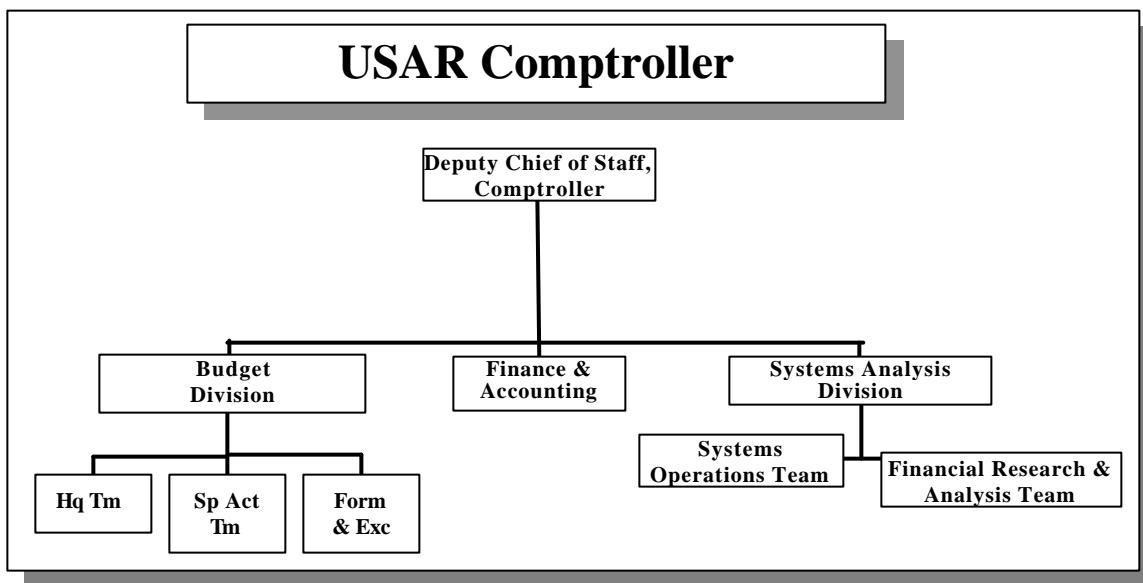 USAR Comptroller
Deputy Chief of Staff,
Comptroller
Budget
Division
Finance &
Accounting
Systems Analysis
Division
Systems
Operations Team
Financial Research &
Analysis Team
Hq Tm
Sp Act
Tm
Form
& Exc